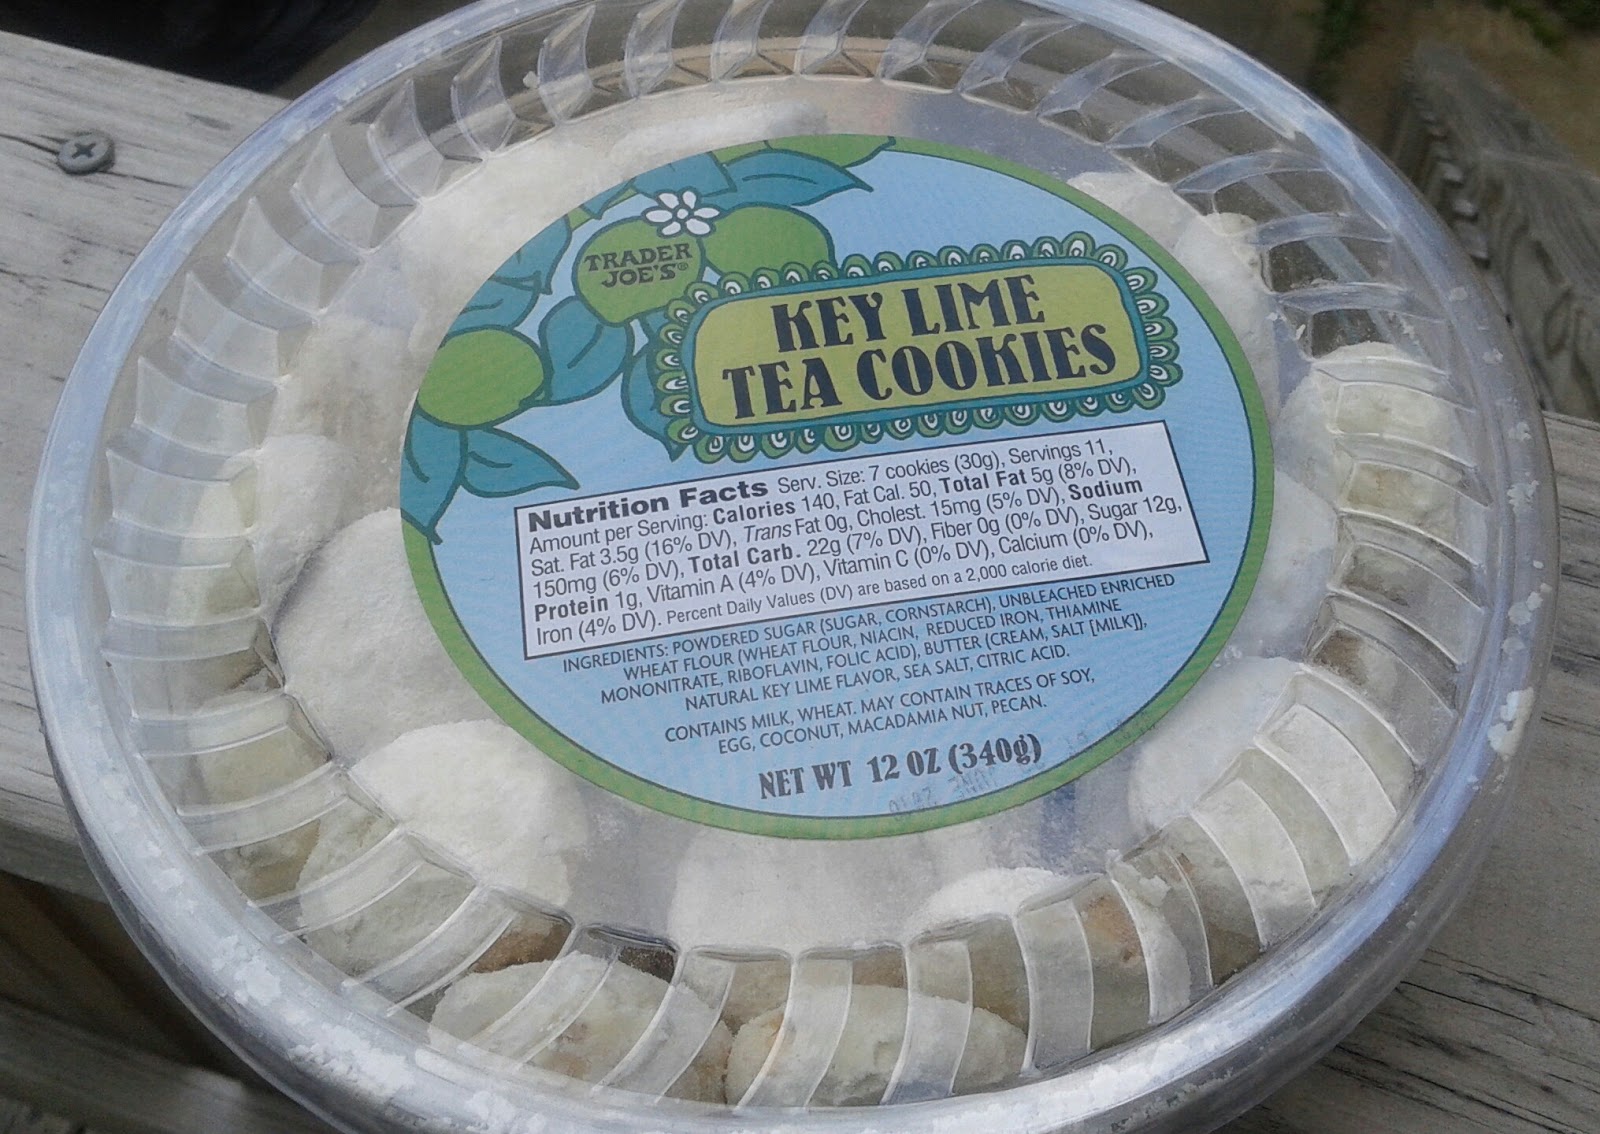 TRADER
JOE'S®
KEY LIME
TEA COOKIES
Nutrition Facts Serv. Size: 7 cookies (30g), Servings 11,
Amount per Serving: Calories 140, Fat Cal. 50, Total Fat 5g (8% DV),
Sat. Fat 3.5g (16% DV), Trans Fat 0g, Cholest. 15mg (5% DV), Sodium
150mg (6% DV), Total Carb. 22g (7% DV), Fiber 0g (0% DV), Sugar 12g,
Protein 1g, Vitamin A (4% DV), Vitamin C (0% DV), Calcium (0% DV),
Iron (4% DV). Percent Daily Values (DV) are based on a 2,000 calorie diet.
INGREDIENTS: POWDERED SUGAR (SUGAR, CORNSTARCH), UNBLEACHED ENRICHED
WHEAT FLOUR (WHEAT FLOUR, NIACIN, REDUCED IRON, THIAMINE
MONONITRATE, RIBOFLAVIN, FOLIC ACID), BUTTER (CREAM, SALT [MILK]),
NATURAL KEY LIME FLAVOR, SEA SALT, CITRIC ACID.
CONTAINS MILK, WHEAT. MAY CONTAIN TRACES OF SOY,
EGG, COCONUT, MACADAMIA NUT, PECAN.
NET WT 12 OZ (340g)